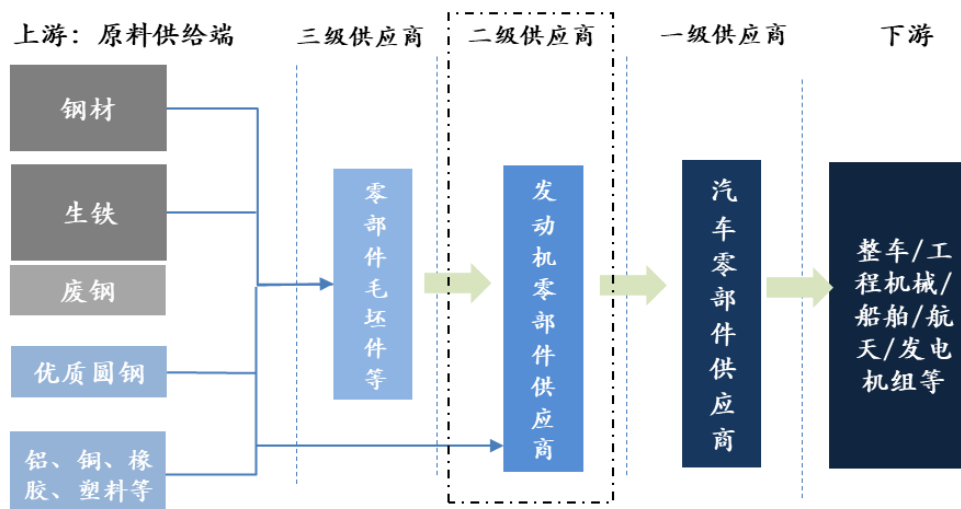 上游：原料供给端
三级供应商
二级供应商
一级供应商
下游
钢材
生铁
废钢
优质圆钢
铝、铜、橡
胶、塑料等
零部件毛坯件等
发动机零部件供应商
汽车零部件供应商
整车/工
程机械/
船舶/航
天/发电
机组等